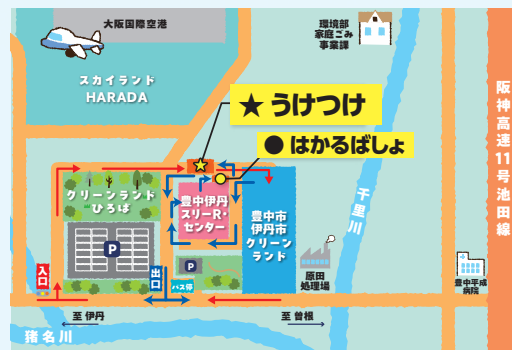 大阪国際空港
環境部
家庭ごみ
事業課
スカイランド
HARADA
★ うけつけ
● はかるばしょ
阪神高速11号池田線
グリーンランド
ひろば
豊中伊丹
スリーR・
センター
豊中市
伊丹市
クリーン
ランド
千里川
P
P
入口
出口
バス停
原田
処理場
豊中平成
病院
至 伊丹
至 曽根
猪名川